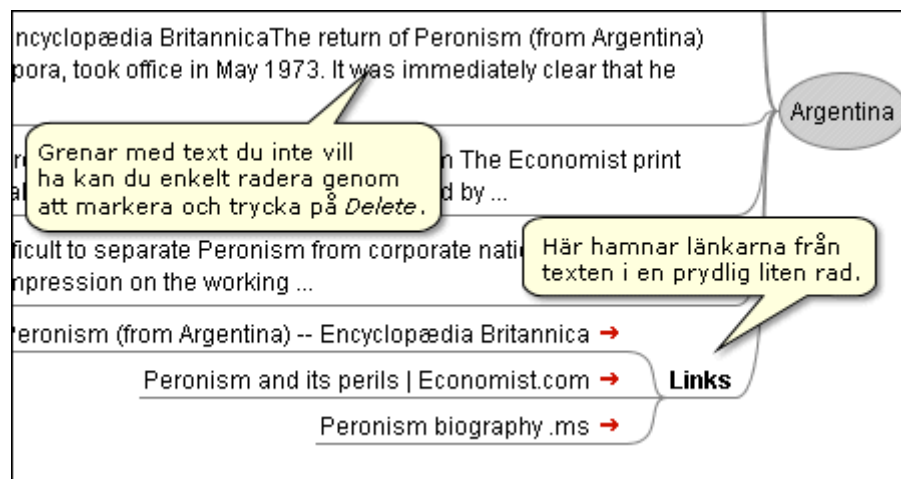 ncyclopædia BritannicaThe return of Peronism (from Argentina)
pora, took office in May 1973. It was immediately clear that he
Argentina
Grenar med text du inte vill
ha kan du enkelt radera genom
att markera och trycka på Delete.
The Economist print
by ...
ficult to separate Peronism from corporate
mpression on the working ...
Här hamnar länkarna från
texten i en prydlig liten rad.
Peronism (from Argentina) -- Encyclopædia Britannica ➔
Peronism and its perils | Economist.com ➔
Links
Peronism biography .ms ➔